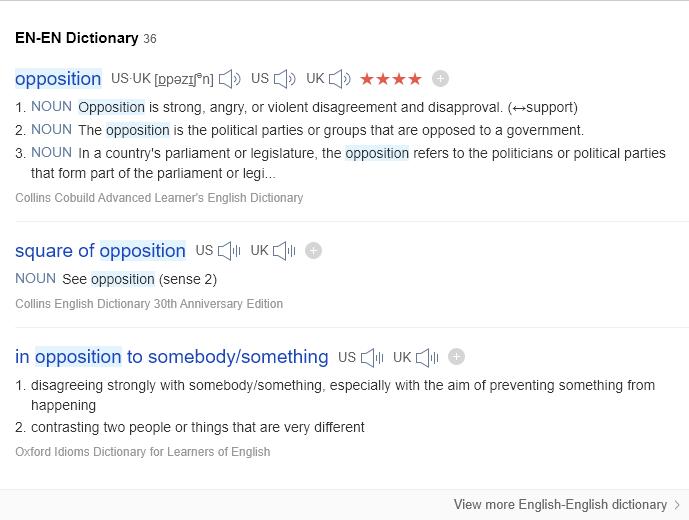 EN-EN Dictionary 36
opposition US·UK [ɒpəzɪʃᵊn] US UK ★★★★
1. NOUN Opposition is strong, angry, or violent disagreement and disapproval. (↔support)
2. NOUN The opposition is the political parties or groups that are opposed to a government.
3. NOUN In a country's parliament or legislature, the opposition refers to the politicians or political parties
that form part of the parliament or legi...
Collins Cobuild Advanced Learner's English Dictionary
square of opposition US UK
NOUN See opposition (sense 2)
Collins English Dictionary 30th Anniversary Edition
in opposition to somebody/something US UK
1. disagreeing strongly with somebody/something, especially with the aim of preventing something from
happening
2. contrasting two people or things that are very different
Oxford Idioms Dictionary for Learners of English
View more English-English dictionary